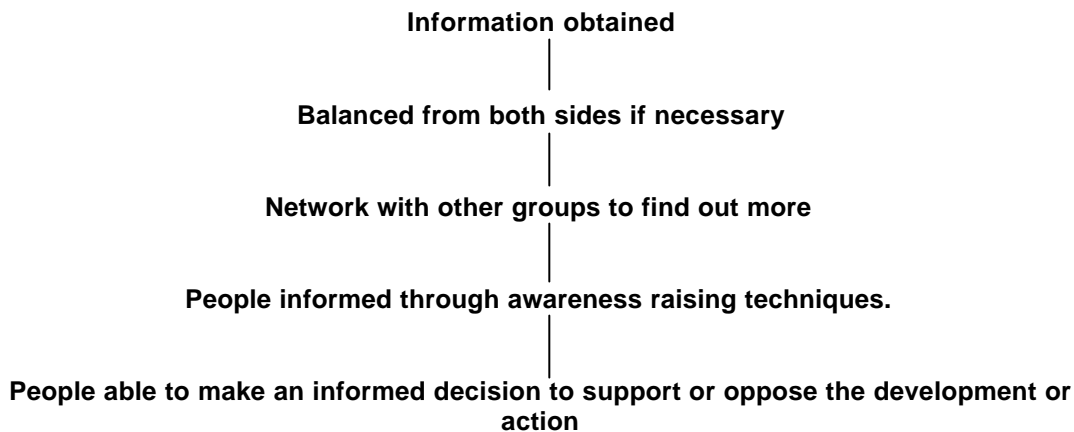 Information obtained
Balanced from both sides if necessary
Network with other groups to find out more
People informed through awareness raising techniques.
People able to make an informed decision to support or oppose the development or
action